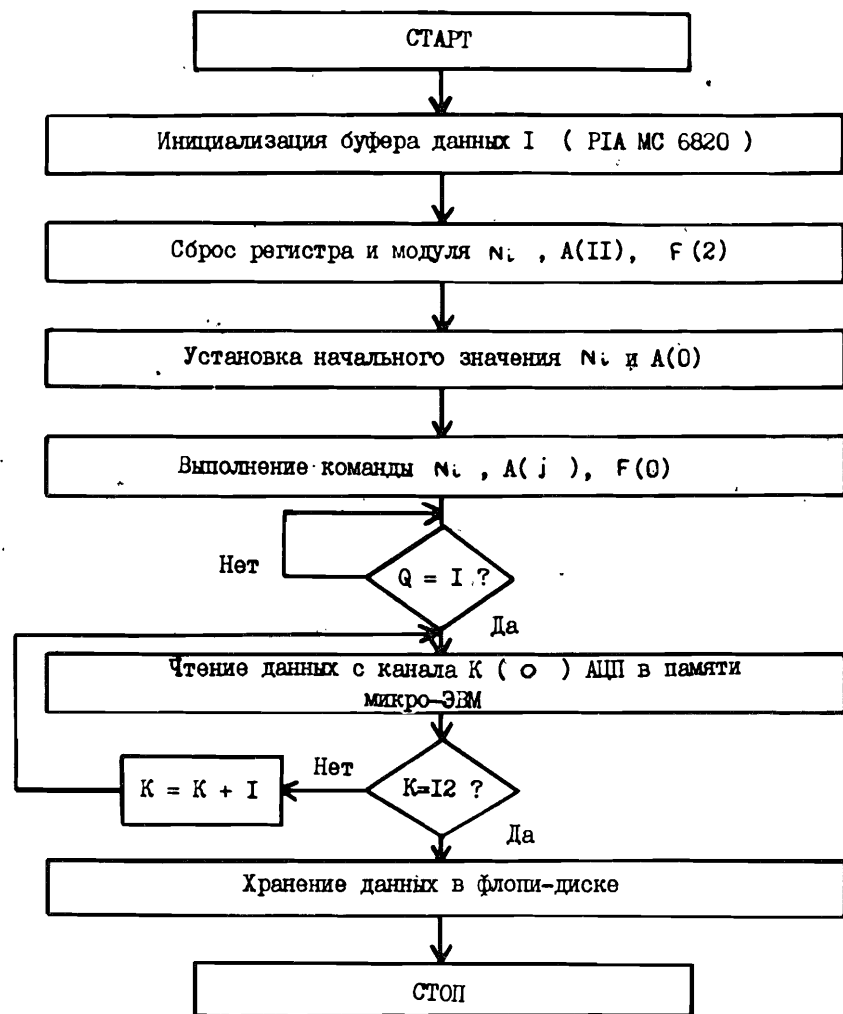 СТАРТ
Инициализация буфера данных I ( PIA MC 6820 )
Сброс регистра и модуля Ni , A(II), F(2)
Установка начального значения Ni и A(0)
Выполнение команды Ni , A( j ), F(0)
Нет
Q = I ?
Да
Чтение данных с канала К ( о ) АЦП в памяти
микро-ЭВМ
Нет
К = К + I
К=I2 ?
Да
Хранение данных в флопи-диске
СТОП